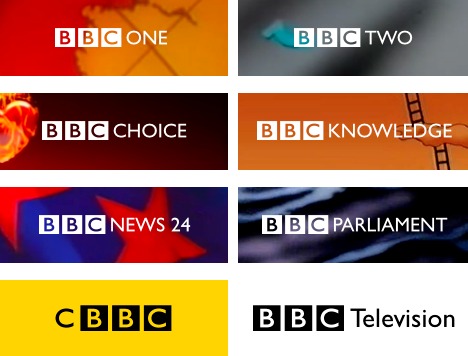 BBC ONE
BBC TWO
BBC CHOICE
BBC KNOWLEDGE
BBC NEWS 24
BBC PARLIAMENT
CBBC
BBC Television